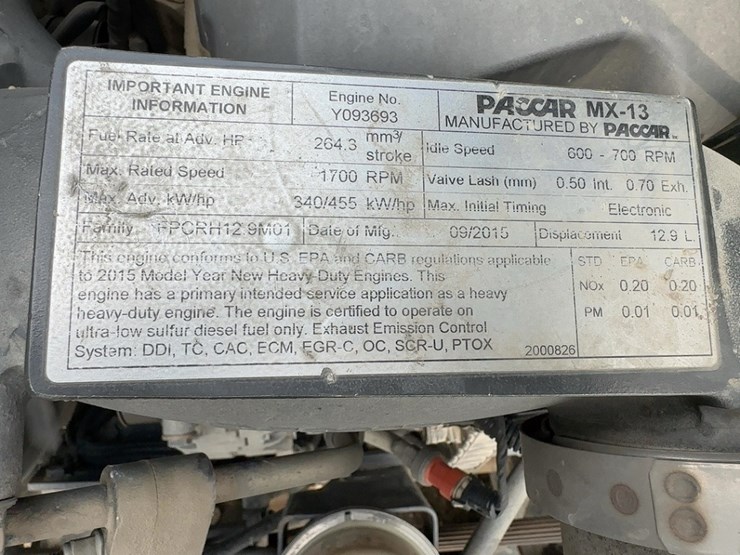 IMPORTANT ENGINE INFORMATION
Engine No. Y093693
PACCAR MX-13
MANUFACTURED BY PACCAR
Fuel Rate at Adv. HP 264.3 mm³/stroke
Idle Speed 600 - 700 RPM
Max. Rated Speed 1700 RPM
Valve Lash (mm) 0.50 Int. 0.70 Exh.
Max. Adv. kW/hp 340/455 kW/hp
Max. Initial Timing Electronic
Family FPCRH12.9M01
Date of Mfg. 09/2015
Displacement 12.9 L
This engine conforms to U.S. EPA and CARB regulations applicable
to 2015 Model Year New Heavy-Duty Engines. This
engine has a primary intended service application as a heavy
heavy-duty engine. The engine is certified to operate on
ultra-low sulfur diesel fuel only. Exhaust Emission Control
System: DDI, TC, CAC, ECM, EGR-C, OC, SCR-U, PTOX
2000826
STD EPA CARB
NOx 0.20 0.20
PM 0.01 0.01